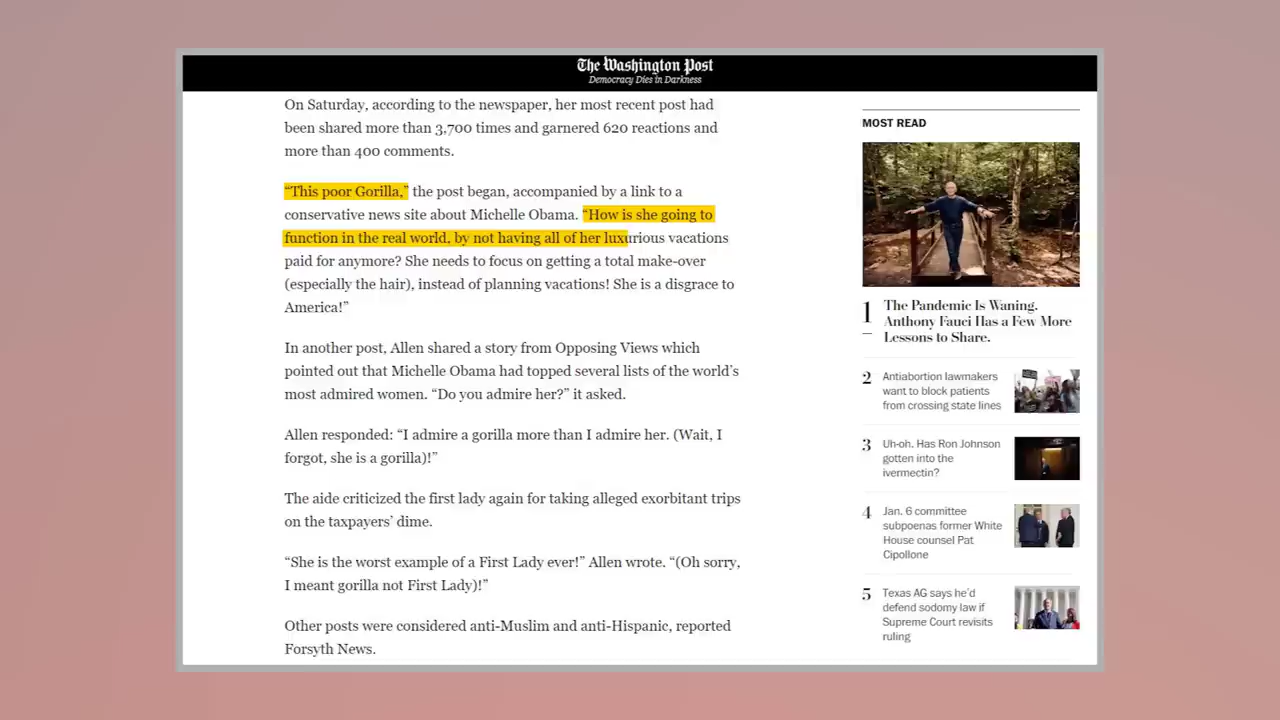 The Washington Post
Democracy Dies in Darkness
On Saturday, according to the newspaper, her most recent post had
been shared more than 3,700 times and garnered 620 reactions and
more than 400 comments.
“This poor Gorilla,” the post began, accompanied by a link to a
conservative news site about Michelle Obama. “How is she going to
function in the real world, by not having all of her luxurious vacations
paid for anymore? She needs to focus on getting a total make-over
(especially the hair), instead of planning vacations! She is a disgrace to
America!”
In another post, Allen shared a story from Opposing Views which
pointed out that Michelle Obama had topped several lists of the world’s
most admired women. “Do you admire her?” it asked.
Allen responded: “I admire a gorilla more than I admire her. (Wait, I
forgot, she is a gorilla)!”
The aide criticized the first lady again for taking alleged exorbitant trips
on the taxpayers’ dime.
“She is the worst example of a First Lady ever!” Allen wrote. “(Oh sorry,
I meant gorilla not First Lady)!”
Other posts were considered anti-Muslim and anti-Hispanic, reported
Forsyth News.
MOST READ
1
The Pandemic Is Waning.
Anthony Fauci Has a Few More
Lessons to Share.
2
Antiabortion lawmakers
want to block patients
from crossing state lines
3
Uh-oh. Has Ron Johnson
gotten into the
ivermectin?
4
Jan. 6 committee
subpoenas former White
House counsel Pat
Cipollone
5
Texas AG says he’d
defend sodomy law if
Supreme Court revisits
ruling